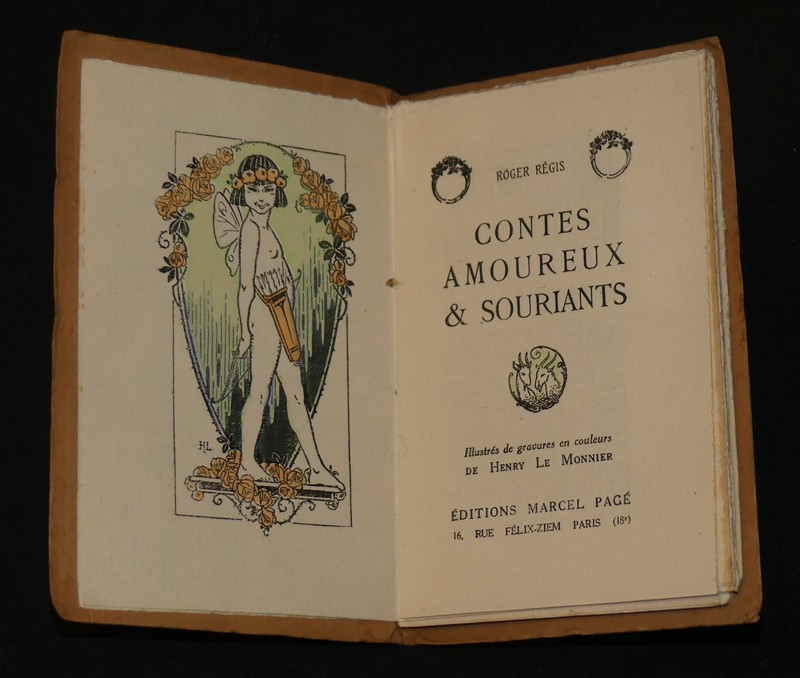 HL
ROGER RÉGIS
CONTES
AMOUREUX
& SOURIANTS
Illustrés de gravures en couleurs
DE HENRY LE MONNIER
ÉDITIONS MARCEL PAGÉ
16, RUE FÉLIX-ZIEM PARIS (18e)